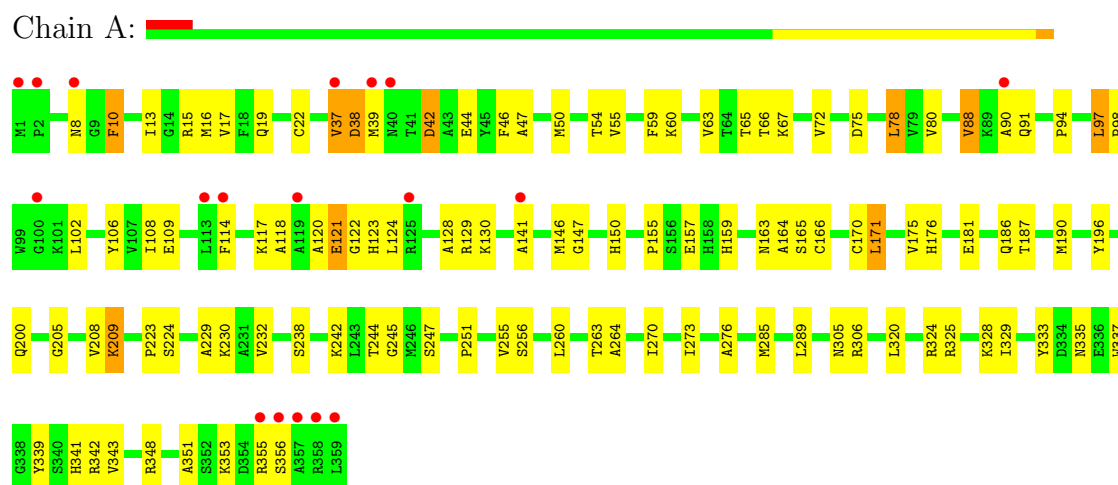 Chain A:
M1 P2 N8 G9 F10 I13 G14 R15 M16 V17 F18 Q19 C22 V37 D38 M39 N40 T41 D42 A43 E44 Y45 F46 A47 M50 T54 V55 F59 K60 V63 T64 T65 T66 K67 V72 D75 L78 V79 V80 V88 K89 A90 Q91 P94 L97
W99 G100 K101 L102 Y106 V107 I108 E109 L113 F114 K117 A118 A119 A120 E121 G122 H123 L124 R125 A128 R129 K130 A141 M146 G147 H150 P155 S156 E157 H158 H159 N163 A164 S165 C166 C170 L171 V175 H176 E181 Q186 T187 M190 Y196
Q200 G205 V208 K209 P223 S224 A229 K230 A231 V232 S238 K242 L243 T244 G245 M246 S247 P251 V255 S256 L260 T263 A264 I270 I273 A276 M285 L289 N305 R306 L320 R324 R325 K328 I329 Y333 D334 N335 E336
G338 Y339 S340 H341 R342 V343 R348 A351 S352 K353 D354 R355 S356 A357 R358 L359